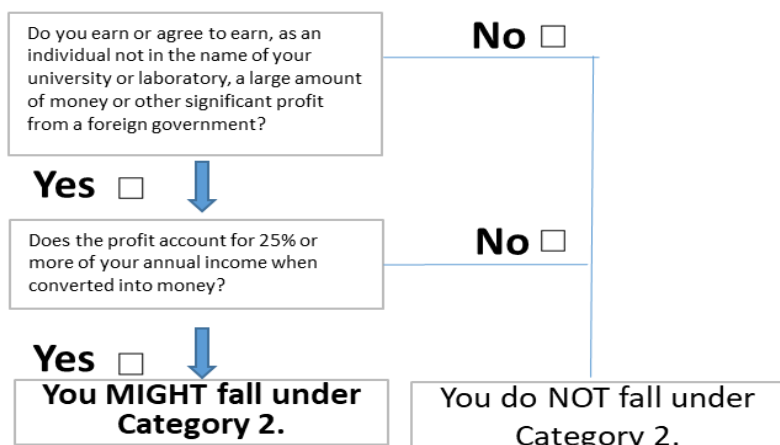 Do you earn or agree to earn, as an
individual not in the name of your
university or laboratory, a large amount
of money or other significant profit
from a foreign government?
No ☐
Yes ☐
Does the profit account for 25% or
more of your annual income when
converted into money?
No ☐
Yes ☐
You MIGHT fall under
Category 2.
You do NOT fall under
Category 2.